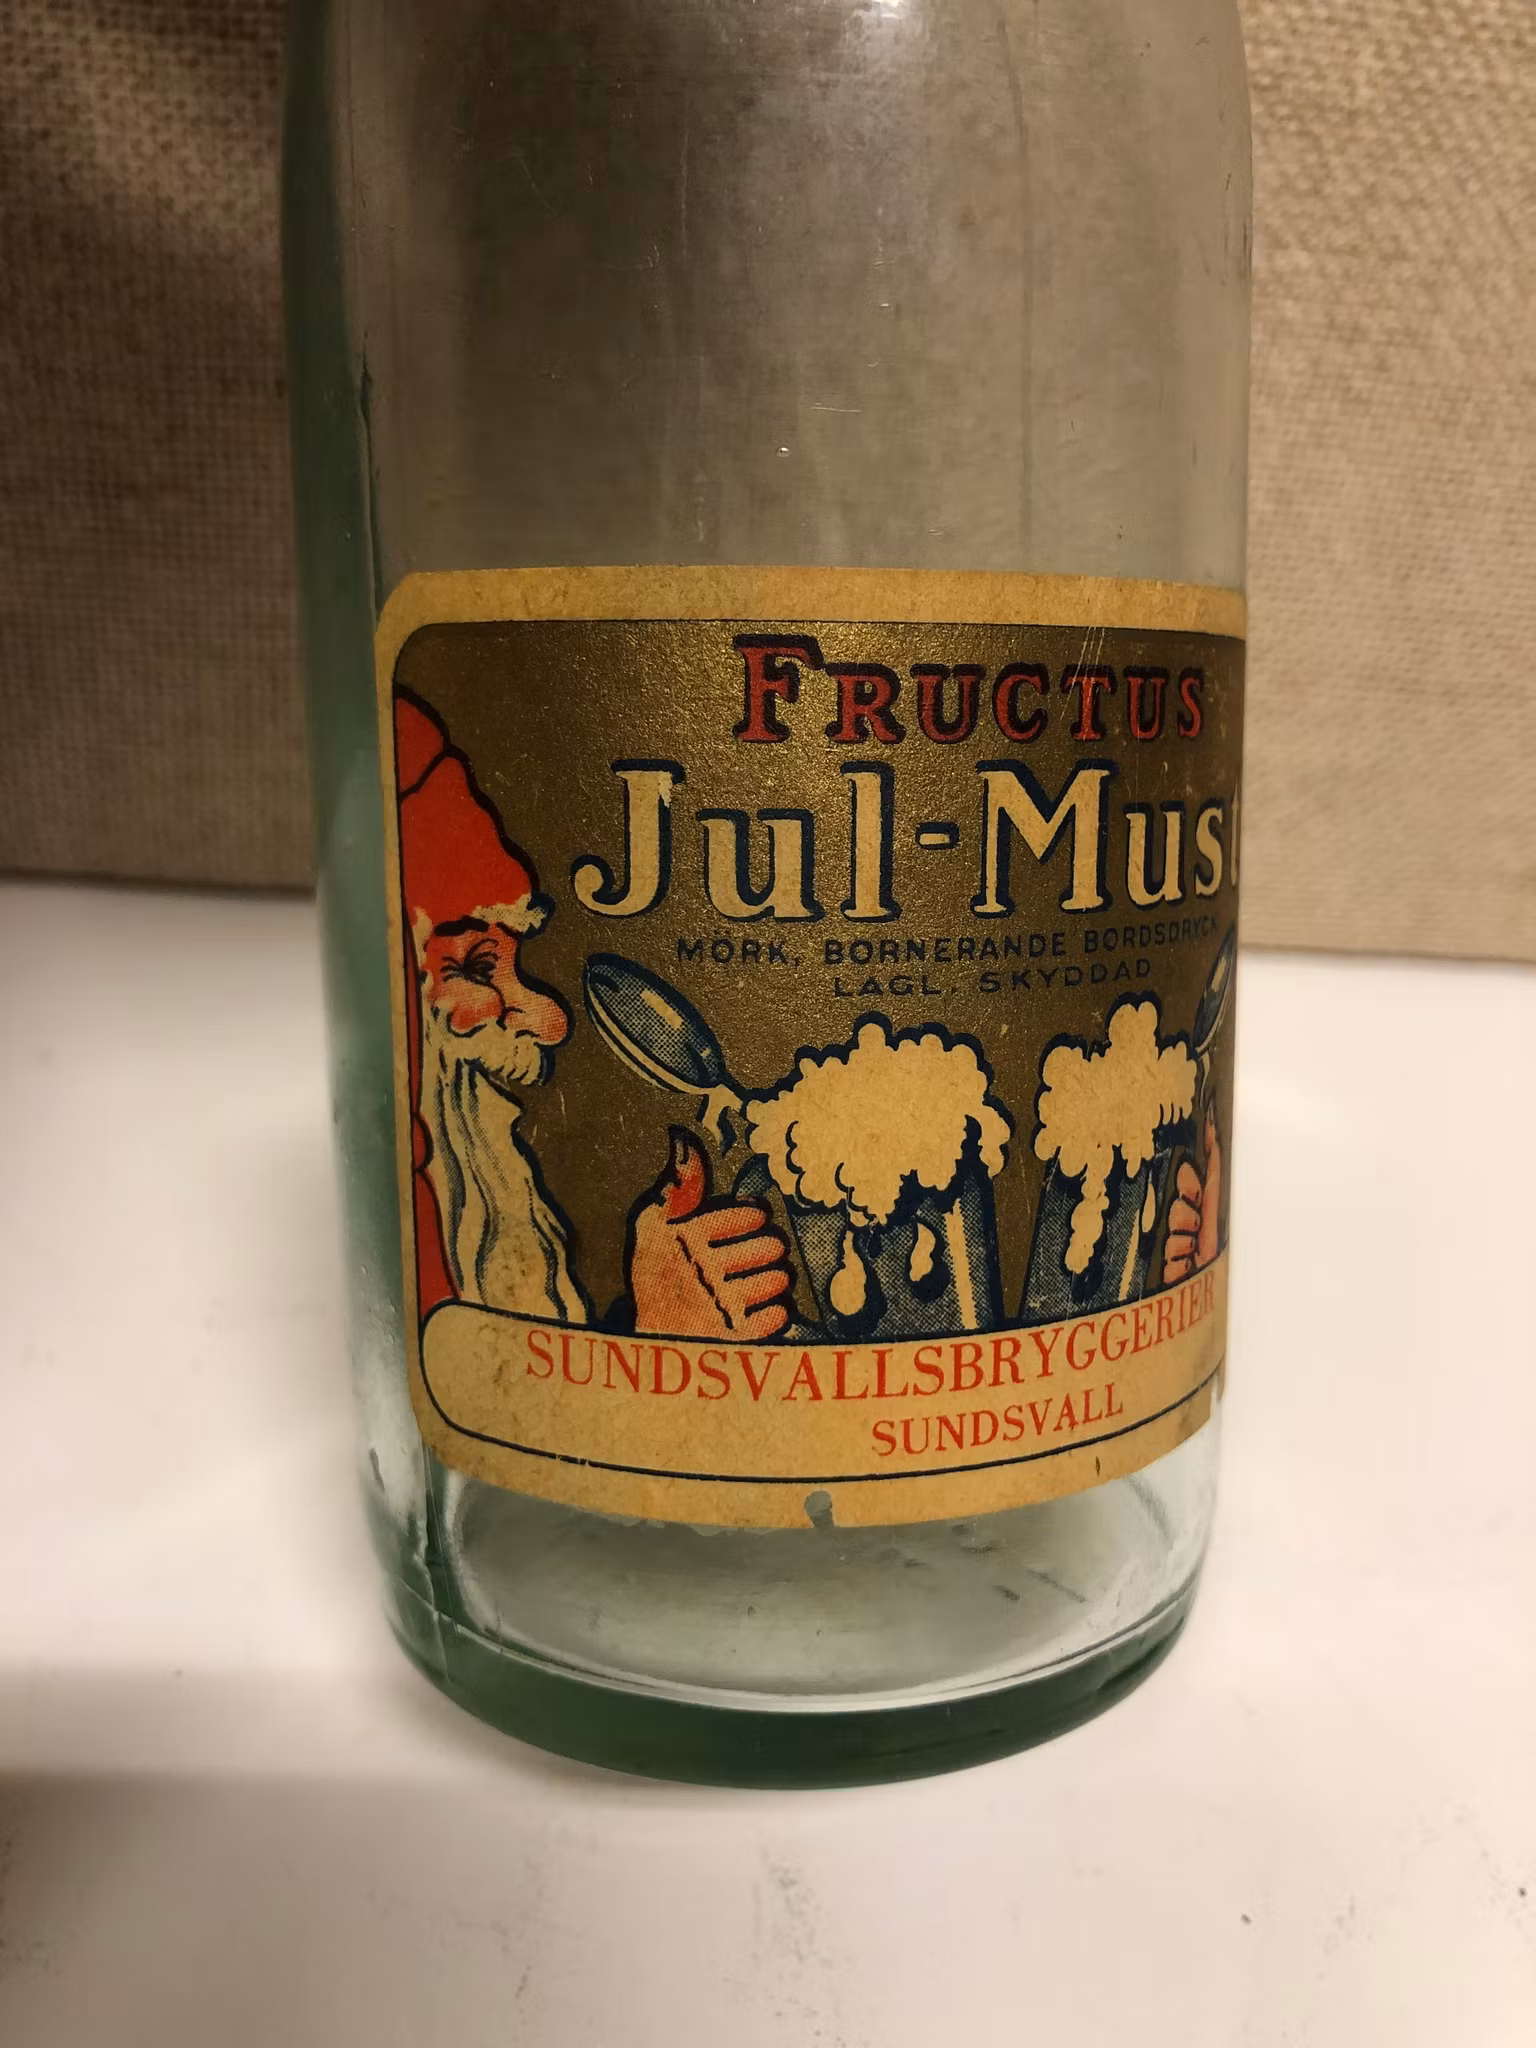 FRUCTUS
Jul-Must
MÖRK, BORNERANDE BORDSDRYCK
LAGL. SKYDDAD
SUNDSVALLSBRYGGERIER
SUNDSVALL